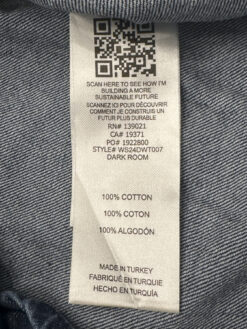 SCAN HERE TO SEE HOW I'M
BUILDING A MORE
SUSTAINABLE FUTURE
SCANNEZ ICI POUR DÉCOUVRIR
COMMENT JE CONSTRUIS UN
FUTUR PLUS DURABLE
RN# 139021
CA# 19371
PO# 1922800
STYLE# WS24DWT007
DARK ROOM
100% COTTON
100% COTON
100% ALGODÓN
MADE IN TURKEY
FABRIQUÉ EN TURQUIE
HECHO EN TURQUÍA